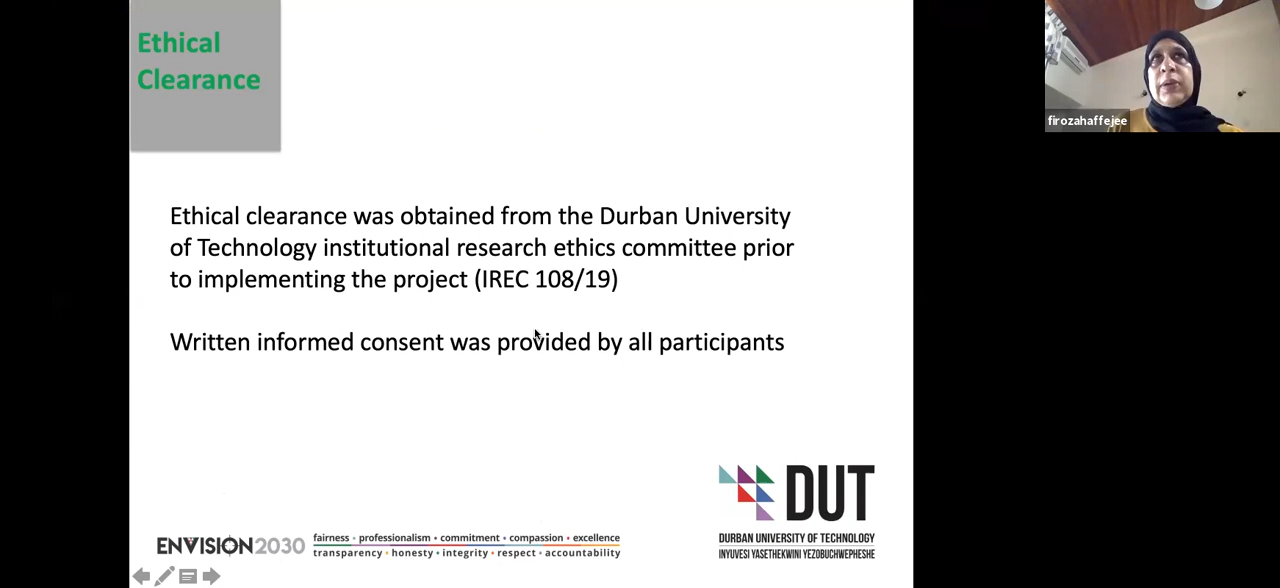 Ethical
Clearance
firozahaffejee
Ethical clearance was obtained from the Durban University
of Technology institutional research ethics committee prior
to implementing the project (IREC 108/19)
Written informed consent was provided by all participants
DUT
DURBAN UNIVERSITY OF TECHNOLOGY
INYUVESI YASETHEKWINI YEZOBUCHWEPHESHE
ENVISION2030
fairness • professionalism • commitment • compassion • excellence
transparency • honesty • integrity • respect • accountability